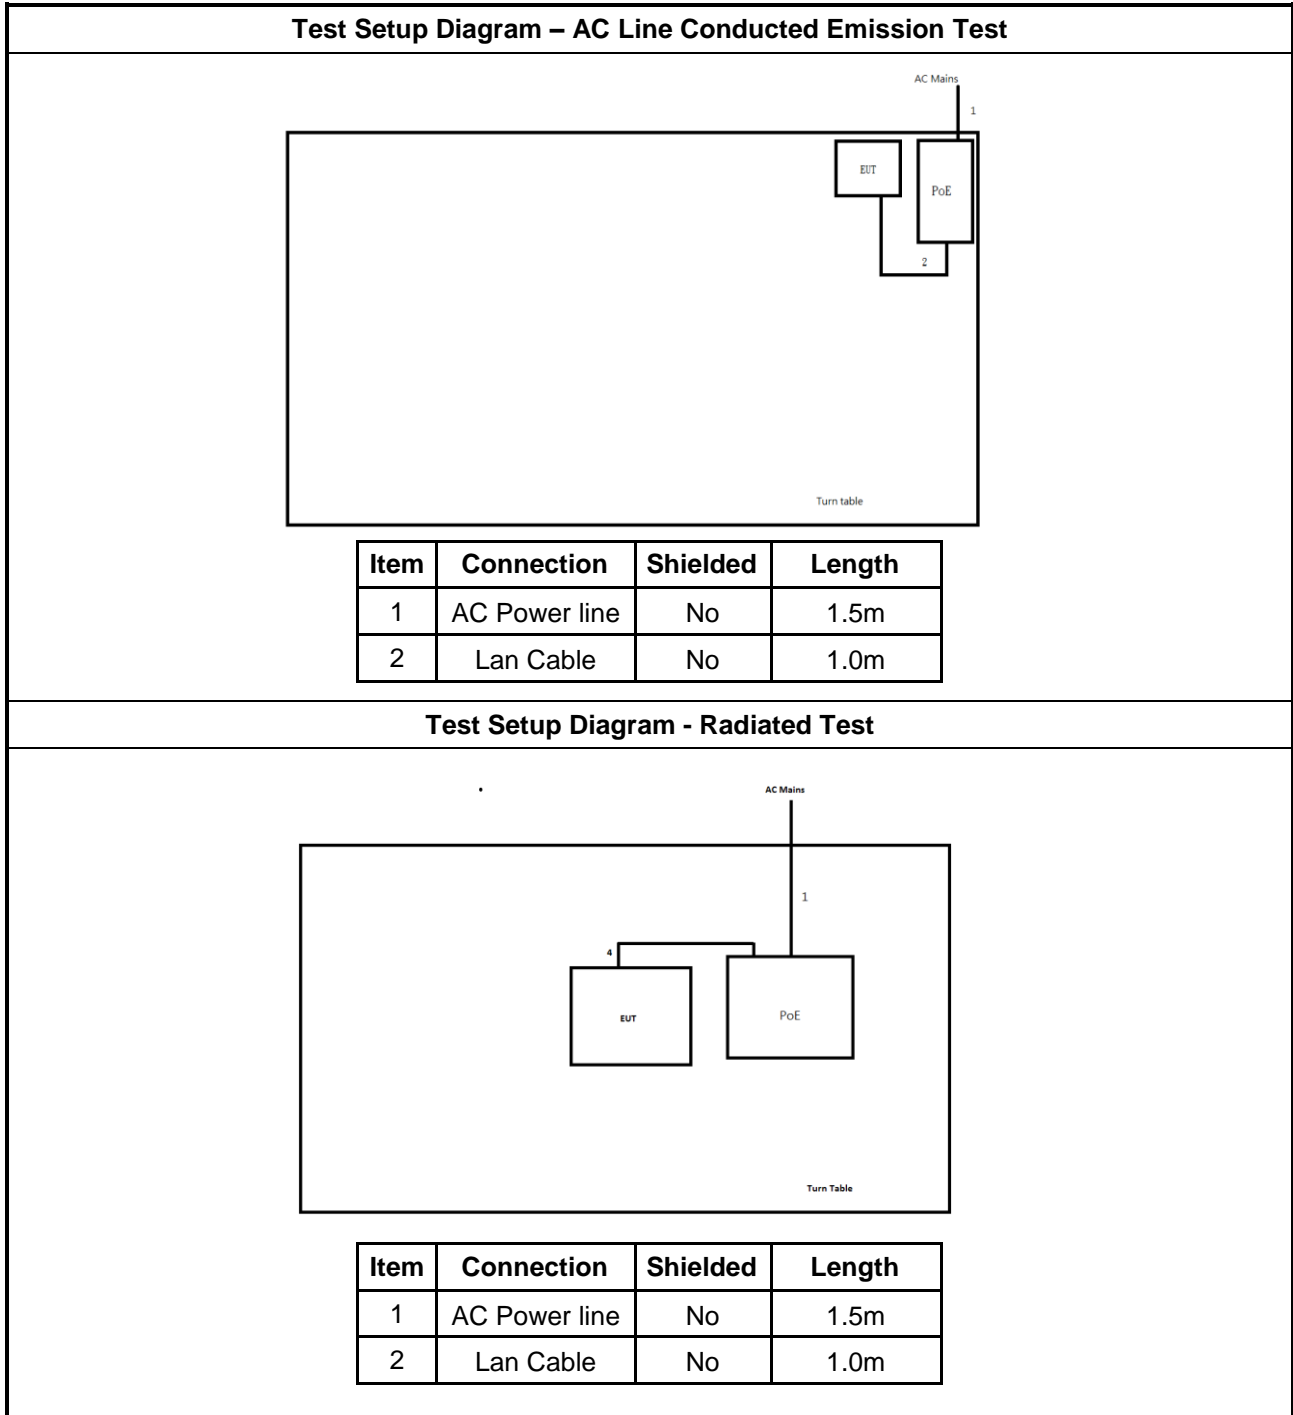 Test Setup Diagram – AC Line Conducted Emission Test
AC Mains
1
EUT
PoE
2
Turn table
Item Connection Shielded Length
1 AC Power line No 1.5m
2 Lan Cable No 1.0m
Test Setup Diagram - Radiated Test
AC Mains
1
4
EUT
PoE
Turn Table
Item Connection Shielded Length
1 AC Power line No 1.5m
2 Lan Cable No 1.0m